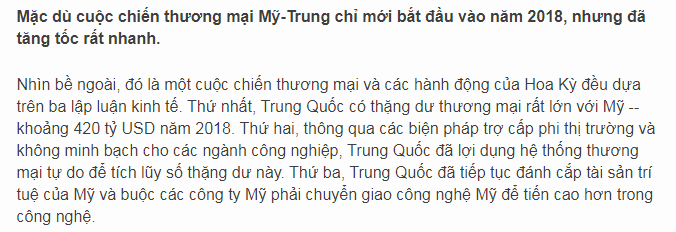 Mặc dù cuộc chiến thương mại Mỹ-Trung chỉ mới bắt đầu vào năm 2018, nhưng đã
tăng tốc rất nhanh.
Nhìn bề ngoài, đó là một cuộc chiến thương mại và các hành động của Hoa Kỳ đều dựa
trên ba lập luận kinh tế. Thứ nhất, Trung Quốc có thặng dư thương mại rất lớn với Mỹ --
khoảng 420 tỷ USD năm 2018. Thứ hai, thông qua các biện pháp trợ cấp phi thị trường và
không minh bạch cho các ngành công nghiệp, Trung Quốc đã lợi dụng hệ thống thương
mại tự do để tích lũy số thặng dư này. Thứ ba, Trung Quốc đã tiếp tục đánh cắp tài sản trí
tuệ của Mỹ và buộc các công ty Mỹ phải chuyển giao công nghệ Mỹ để tiến cao hơn trong
công nghệ.